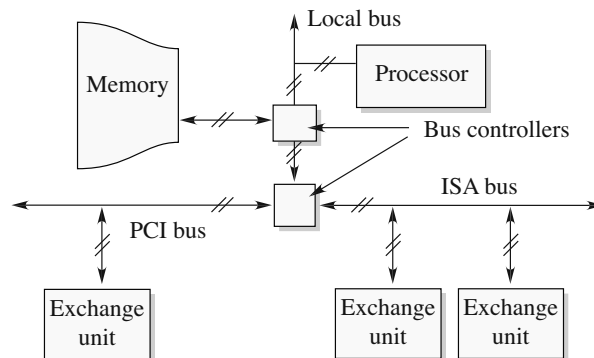 Local bus
Memory
Processor
Bus controllers
ISA bus
PCI bus
Exchange
unit
Exchange
unit
Exchange
unit